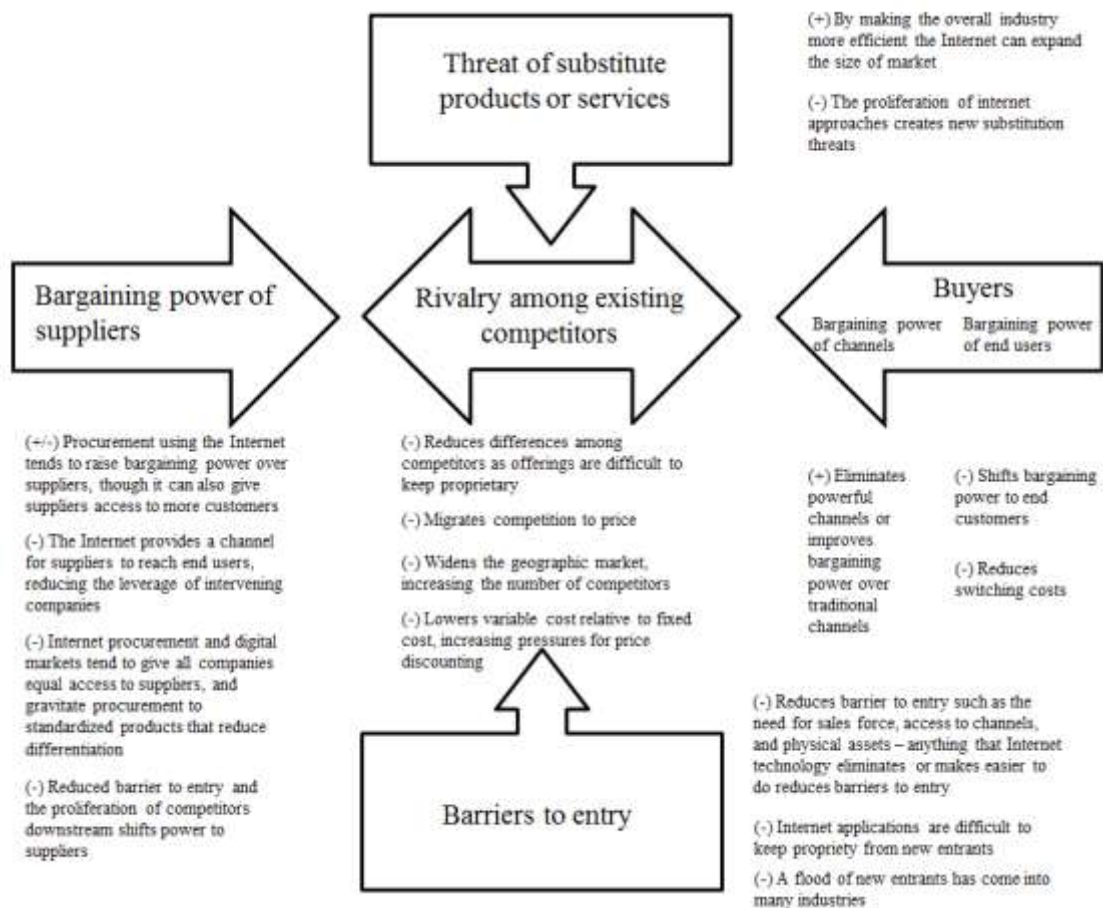 Threat of substitute
products or services
(+) By making the overall industry
more efficient the Internet can expand
the size of market
(-) The proliferation of internet
approaches creates new substitution
threats
Bargaining power of
suppliers
Rivalry among existing
competitors
Buyers
Bargaining power
of channels
Bargaining power
of end users
(+/-) Procurement using the Internet
tends to raise bargaining power over
suppliers, though it can also give
suppliers access to more customers
(-) The Internet provides a channel
for suppliers to reach end users,
reducing the leverage of intervening
companies
(-) Internet procurement and digital
markets tend to give all companies
equal access to suppliers, and
gravitate procurement to
standardized products that reduce
differentiation
(-) Reduced barrier to entry and
the proliferation of competitors
downstream shifts power to
suppliers
(-) Reduces differences among
competitors as offerings are difficult to
keep proprietary
(-) Migrates competition to price
(-) Widens the geographic market,
increasing the number of competitors
(-) Lowers variable cost relative to fixed
cost, increasing pressures for price
discounting
(+) Eliminates
powerful
channels or
improves
bargaining
power over
traditional
channels
(-) Shifts bargaining
power to end
customers
(-) Reduces
switching costs
Barriers to entry
(-) Reduces barrier to entry such as the
need for sales force, access to channels,
and physical assets – anything that Internet
technology eliminates or makes easier to
do reduces barriers to entry
(-) Internet applications are difficult to
keep propriety from new entrants
(-) A flood of new entrants has come into
many industries